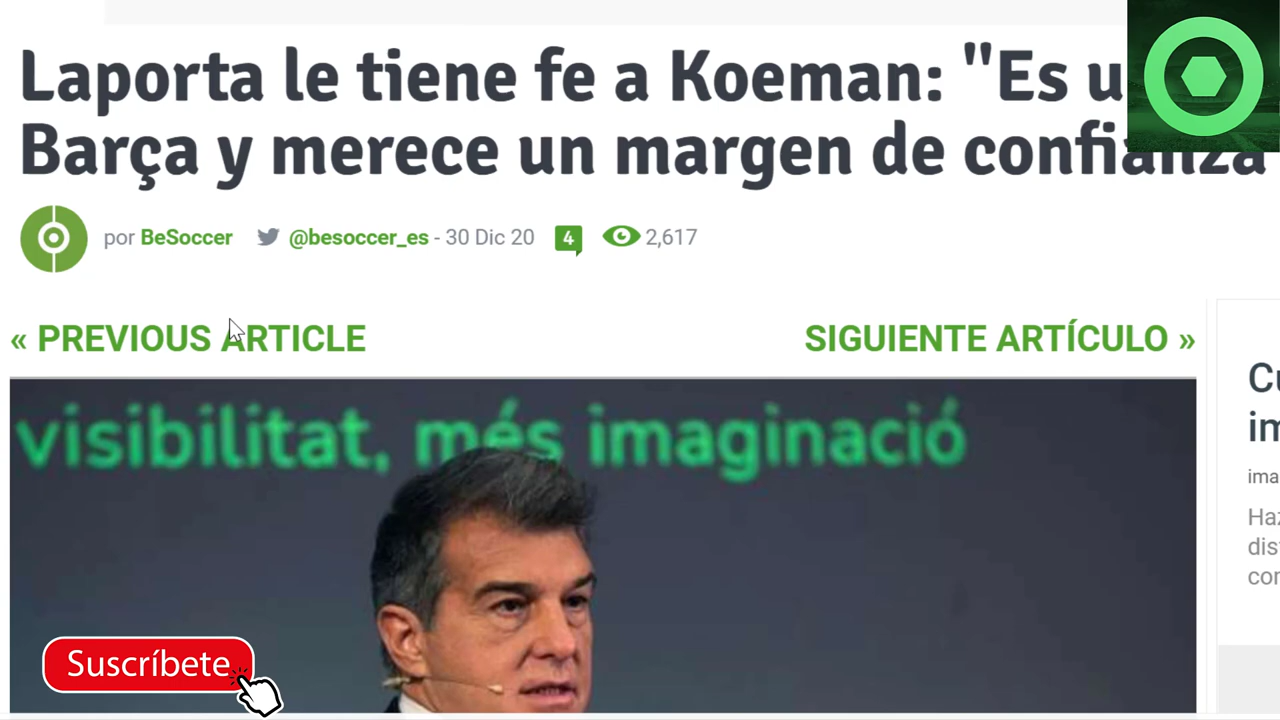 Laporta le tiene fe a Koeman: "Es u
Barça y merece un margen de confianza
por BeSoccer @besoccer_es - 30 Dic 20 4 2,617
« PREVIOUS ARTICLE
SIGUIENTE ARTÍCULO »
visibilitat, més imaginació
Suscríbete